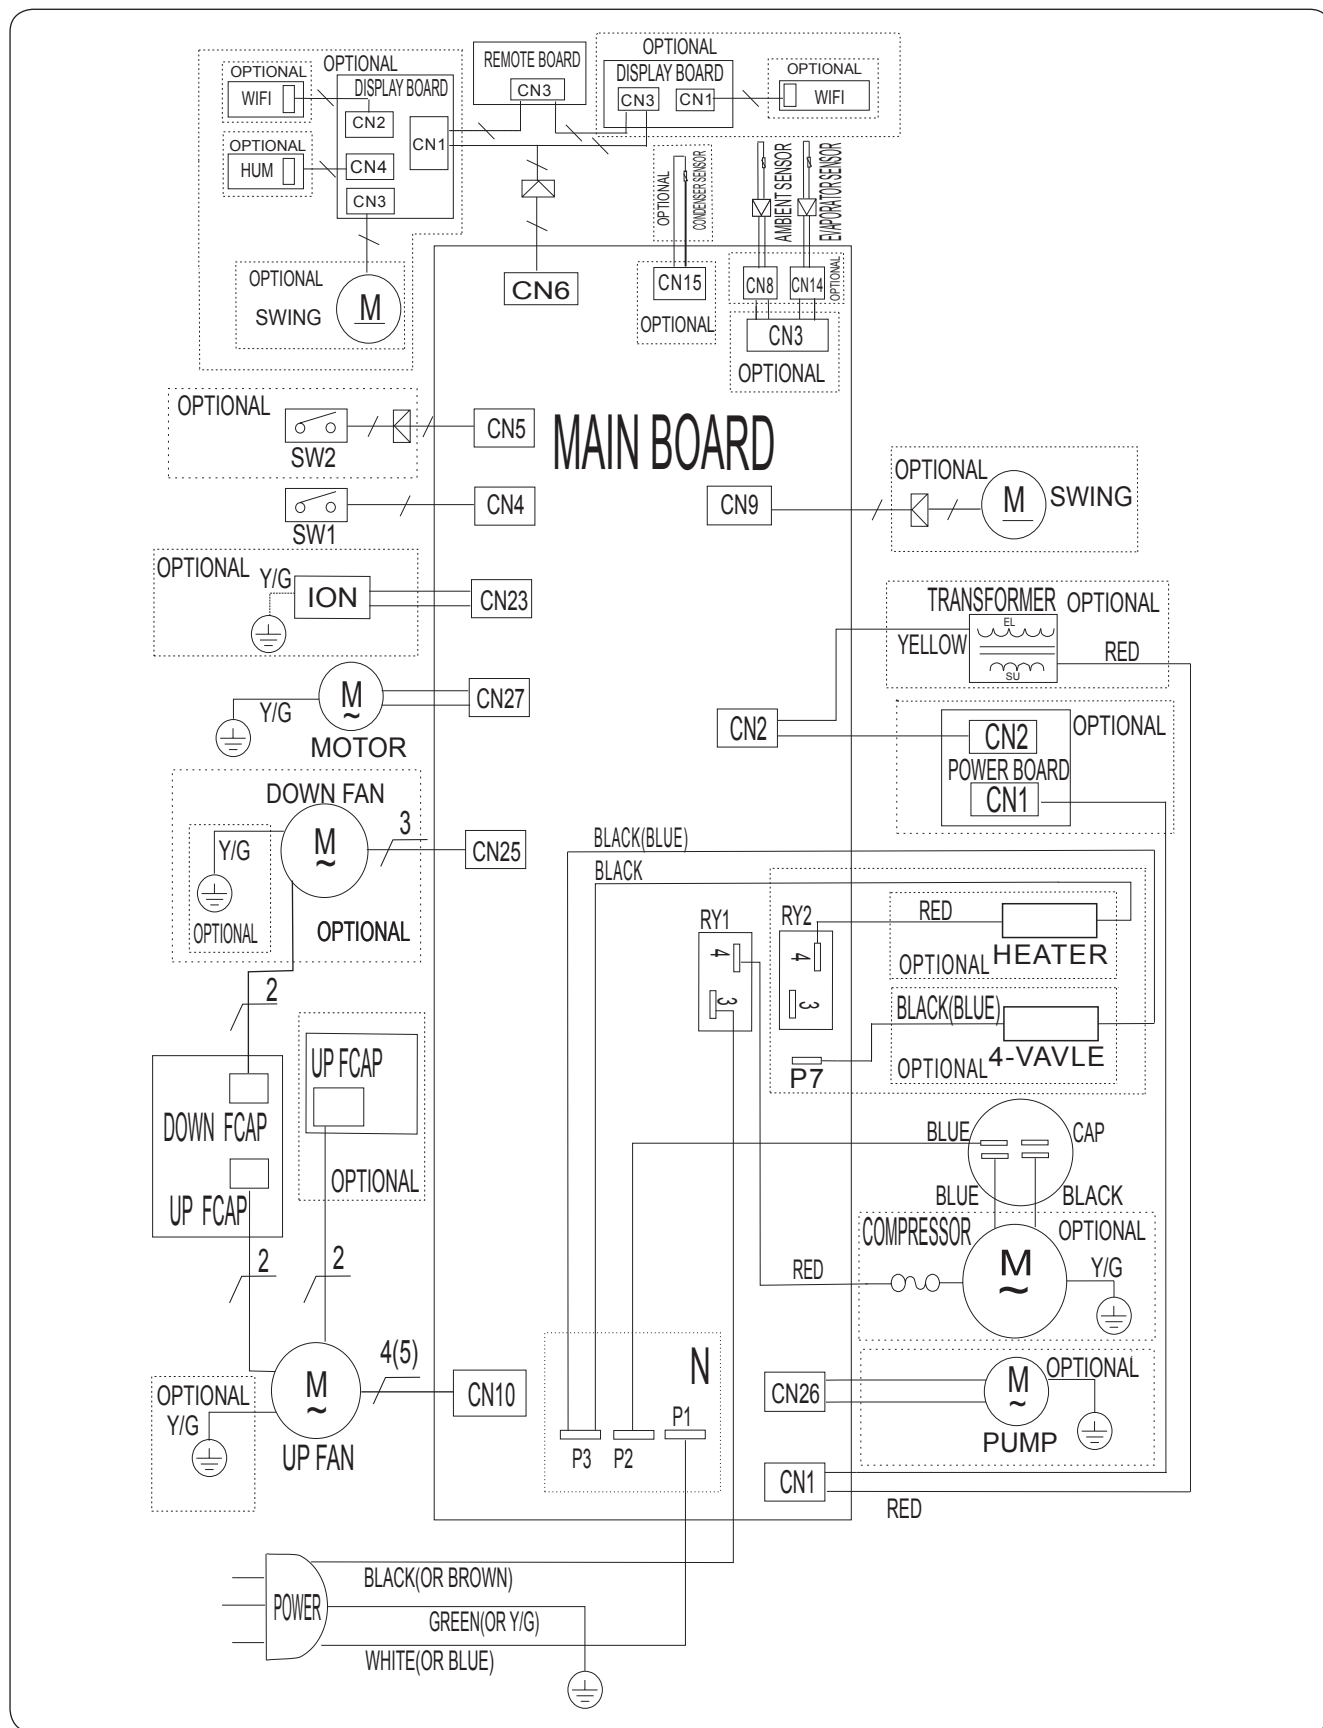 OPTIONAL
OPTIONAL
WIFI
DISPLAY BOARD
CN2
CN1
OPTIONAL
HUM
CN4
CN3
OPTIONAL
SWING
M
REMOTE BOARD
CN3
OPTIONAL
DISPLAY BOARD
CN3
CN1
OPTIONAL
WIFI
CN6
OPTIONAL
CONDENSER SENSOR
CN15
OPTIONAL
AMBIENT SENSOR
EVAPORATOR SENSOR
CN8
CN14
OPTIONAL
CN3
OPTIONAL
MAIN BOARD
OPTIONAL
SW2
CN5
SW1
CN4
OPTIONAL
Y/G
ION
CN23
Y/G
M
~
MOTOR
CN27
CN9
OPTIONAL
M
SWING
TRANSFORMER
OPTIONAL
EL
YELLOW
SU
RED
CN2
CN2
OPTIONAL
POWER BOARD
CN1
DOWN FAN
M
~
3
CN25
Y/G
OPTIONAL
OPTIONAL
2
BLACK(BLUE)
BLACK
RY1
4
3
RY2
4
3
RED
HEATER
OPTIONAL
BLACK(BLUE)
4-VAVLE
OPTIONAL
P7
UP FCAP
OPTIONAL
DOWN FCAP
UP FCAP
2
2
BLUE
CAP
BLUE
BLACK
COMPRESSOR
OPTIONAL
M
~
Y/G
RED
4(5)
M
~
UP FAN
CN10
OPTIONAL
Y/G
N
P1
P3
P2
CN26
M
~
OPTIONAL
PUMP
CN1
RED
POWER
BLACK(OR BROWN)
GREEN(OR Y/G)
WHITE(OR BLUE)